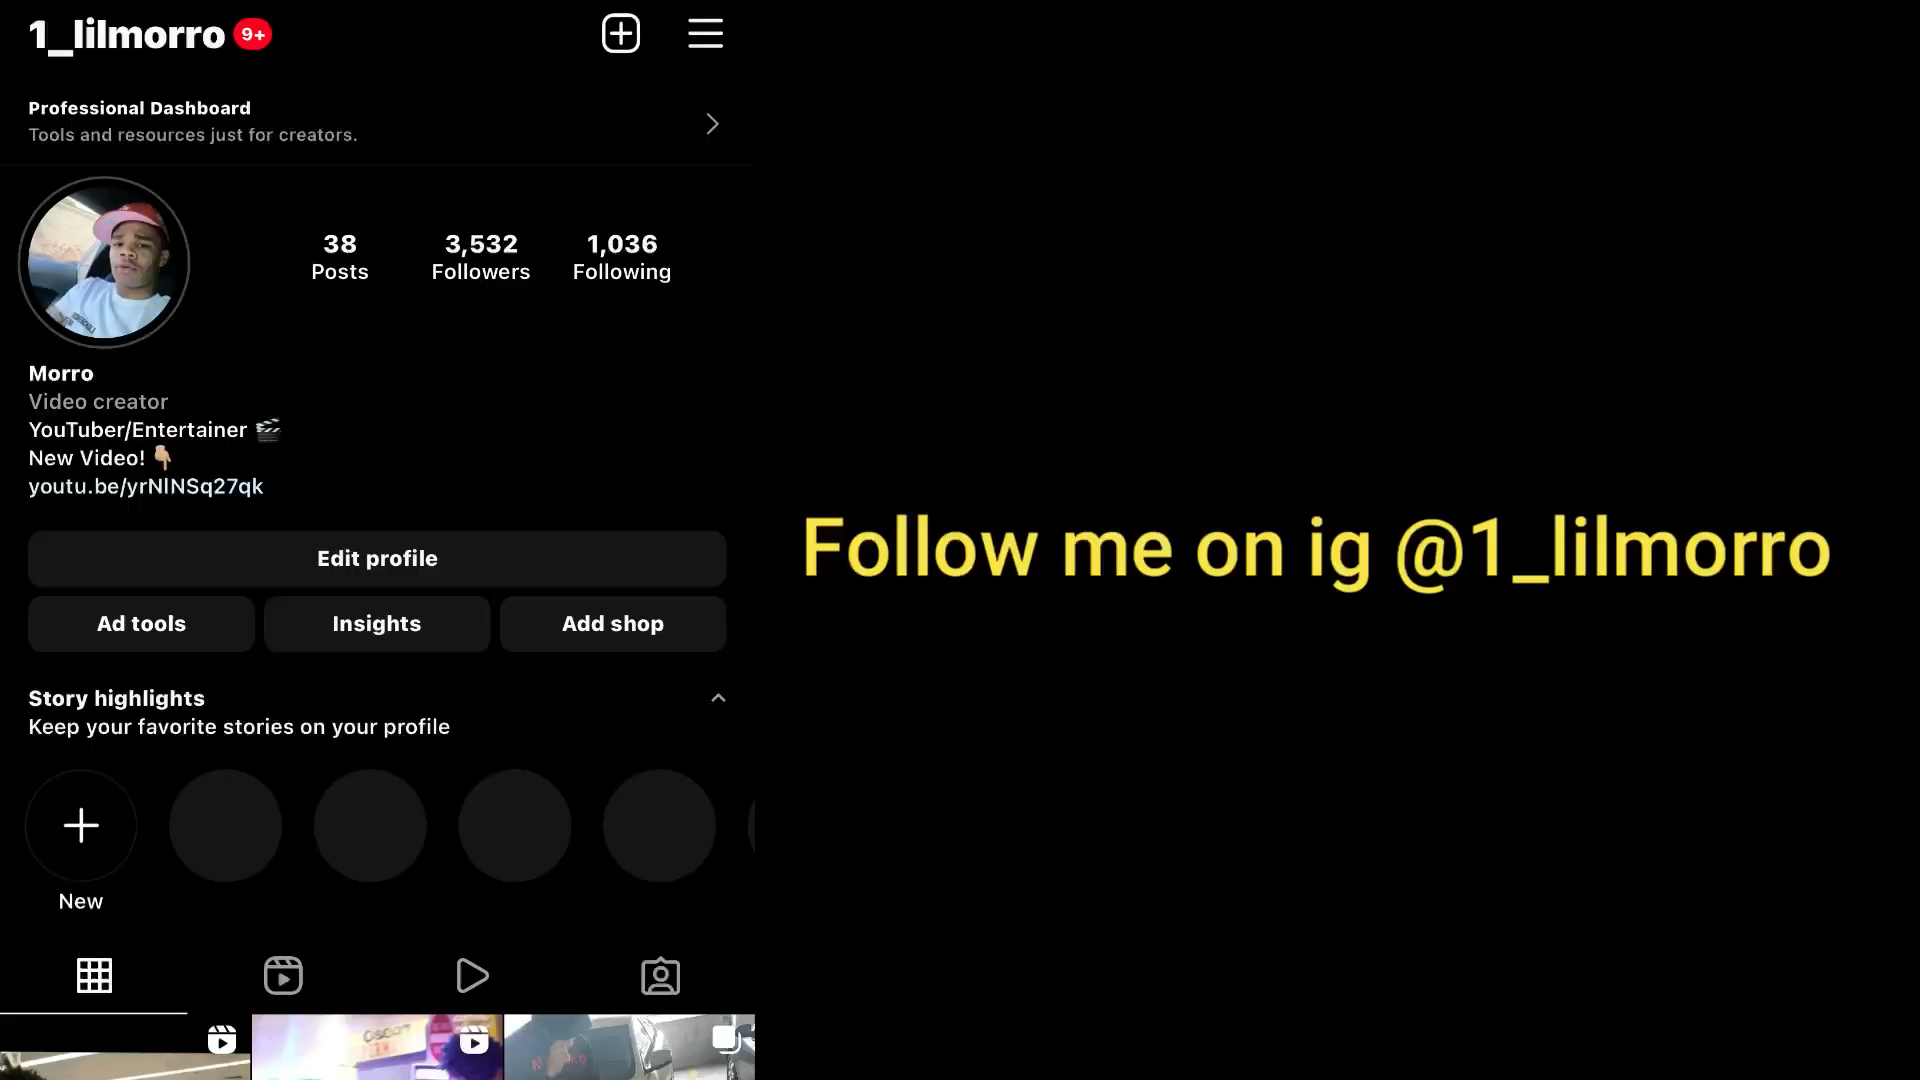 1_lilmorro 9+
Professional Dashboard
Tools and resources just for creators.
38 3,532 1,036
Posts Followers Following
Morro
Video creator
YouTuber/Entertainer 🎬
New Video! 👇🏼
youtu.be/yrNlNSq27qk
Edit profile
Ad tools Insights Add shop
Story highlights
Keep your favorite stories on your profile
New
Follow me on ig @1_lilmorro